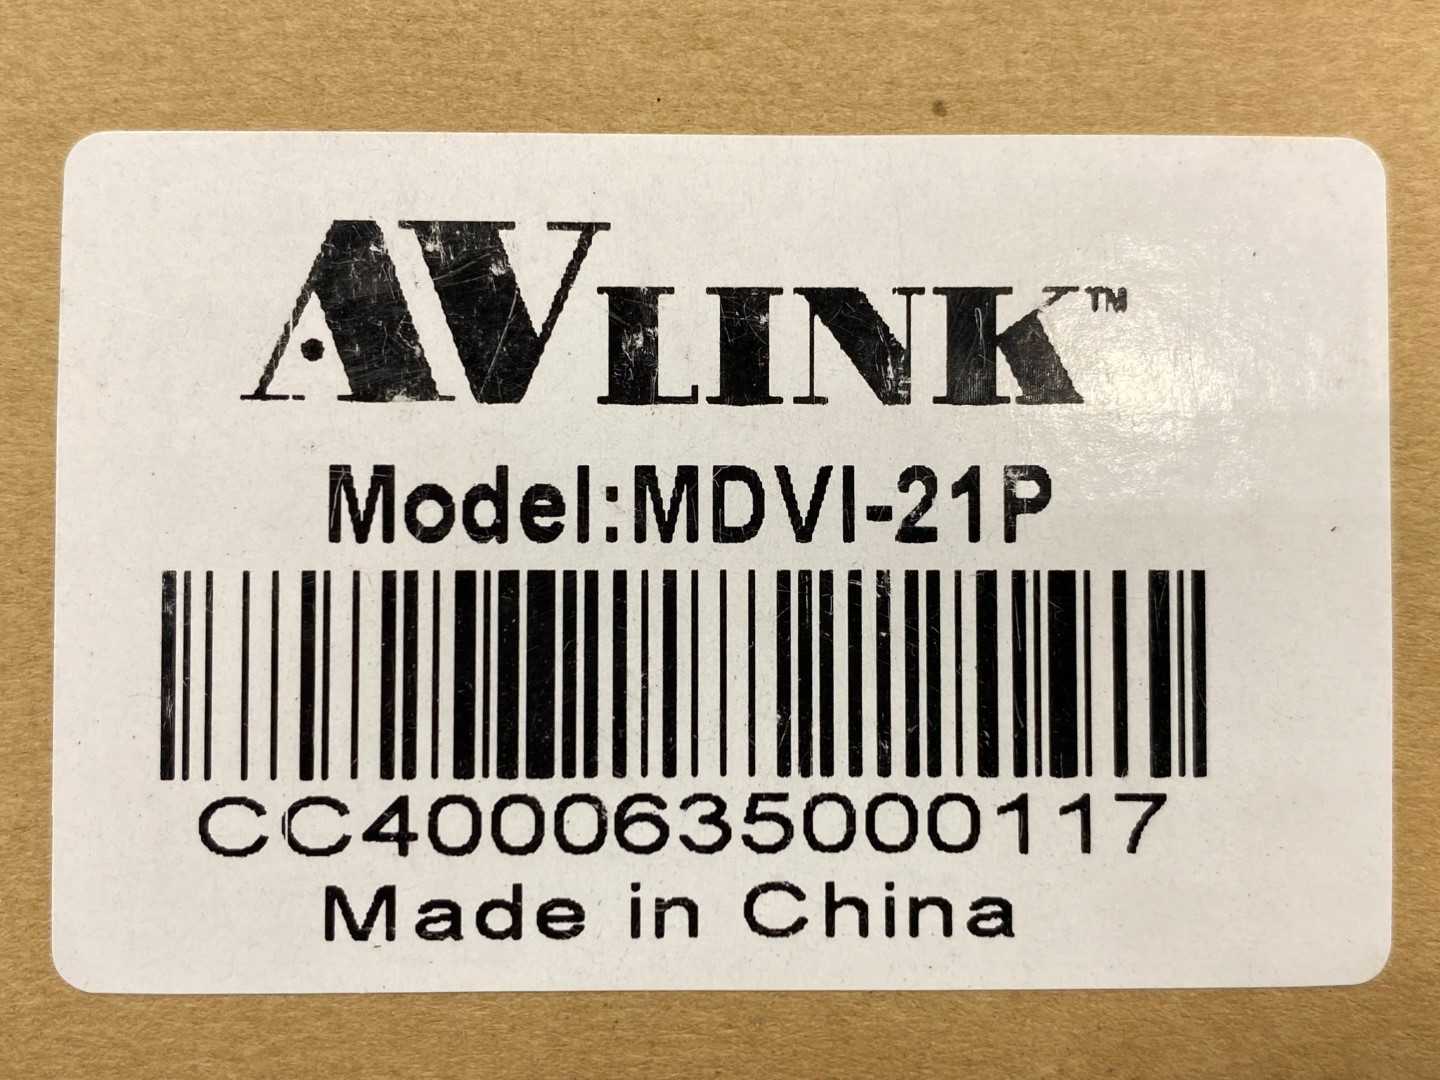 AVLINK™
Model:MDVI-21P
CC4000635000117
Made in China